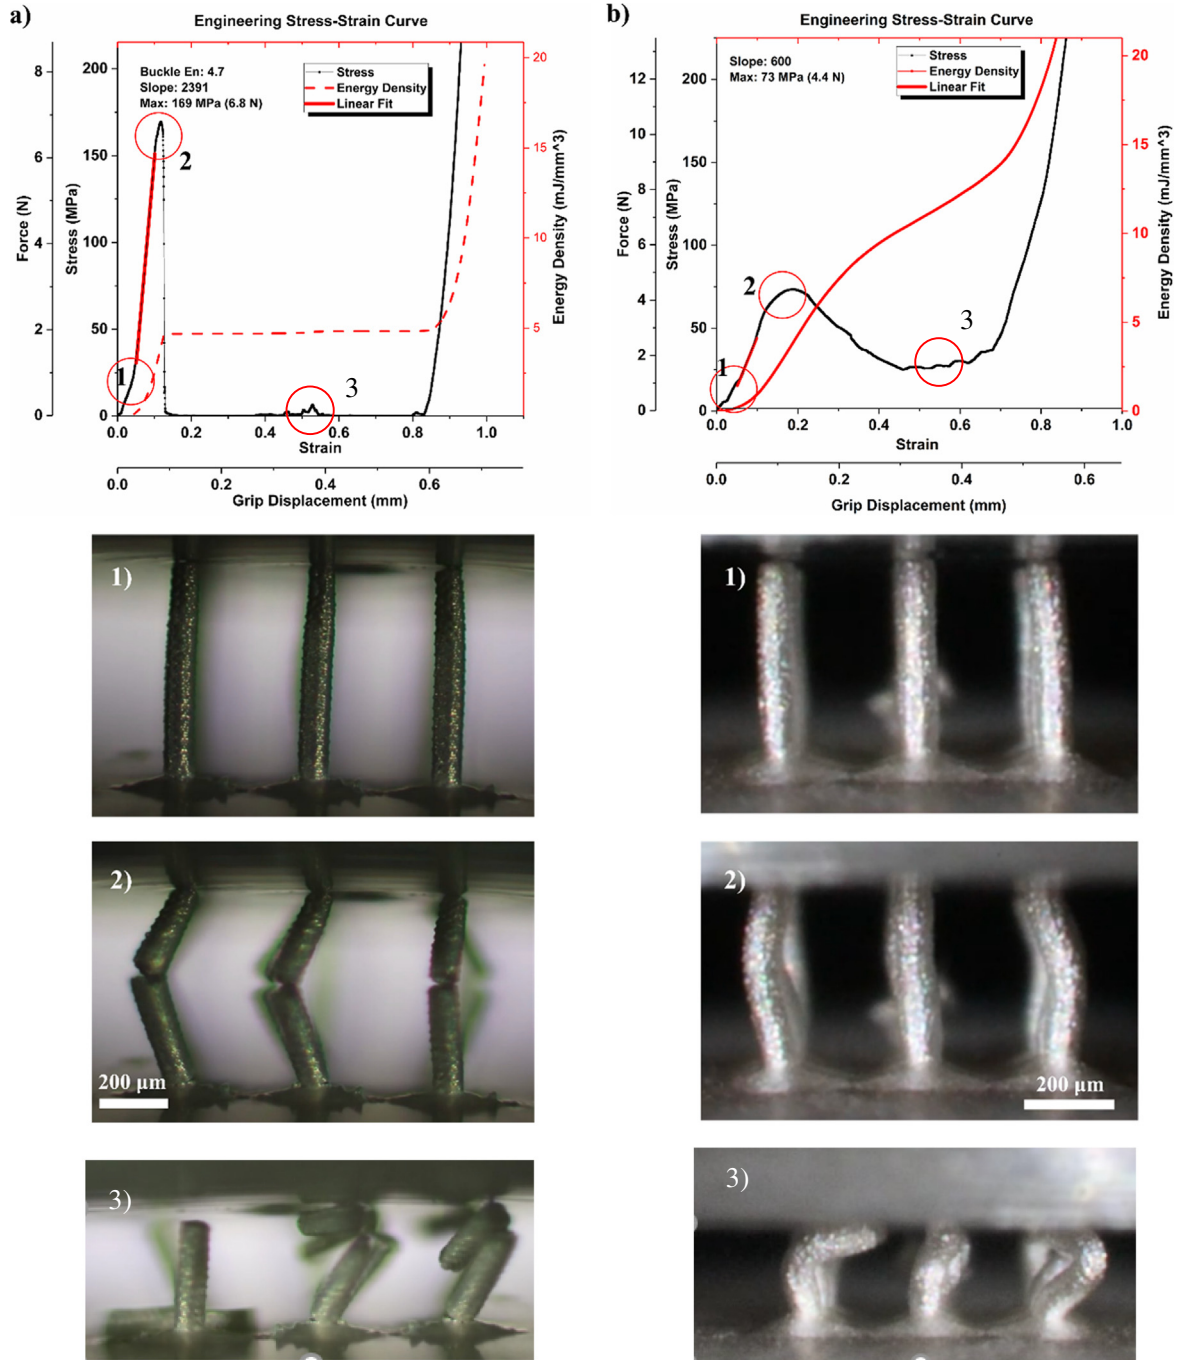 a)
Engineering Stress-Strain Curve
Buckle En: 4.7
Slope: 2391
Max: 169 MPa (6.8 N)
Stress
Energy Density
Linear Fit
1
2
3
Force (N)
0
2
4
6
8
Stress (MPa)
0
50
100
150
200
Energy Density (mJ/mm^3)
0
5
10
15
20
0.0
0.2
0.4
0.6
0.8
1.0
Strain
0.0
0.2
0.4
0.6
Grip Displacement (mm)
b)
Engineering Stress-Strain Curve
Slope: 600
Max: 73 MPa (4.4 N)
Stress
Energy Density
Linear Fit
1
2
3
Force (N)
0
2
4
6
8
10
12
Stress (MPa)
0
50
100
150
200
Energy Density (mJ/mm^3)
0
5
10
15
20
0.0
0.2
0.4
0.6
0.8
1.0
Strain
0.0
0.2
0.4
0.6
Grip Displacement (mm)
1)
1)
2)
200 µm
2)
200 µm
3)
3)